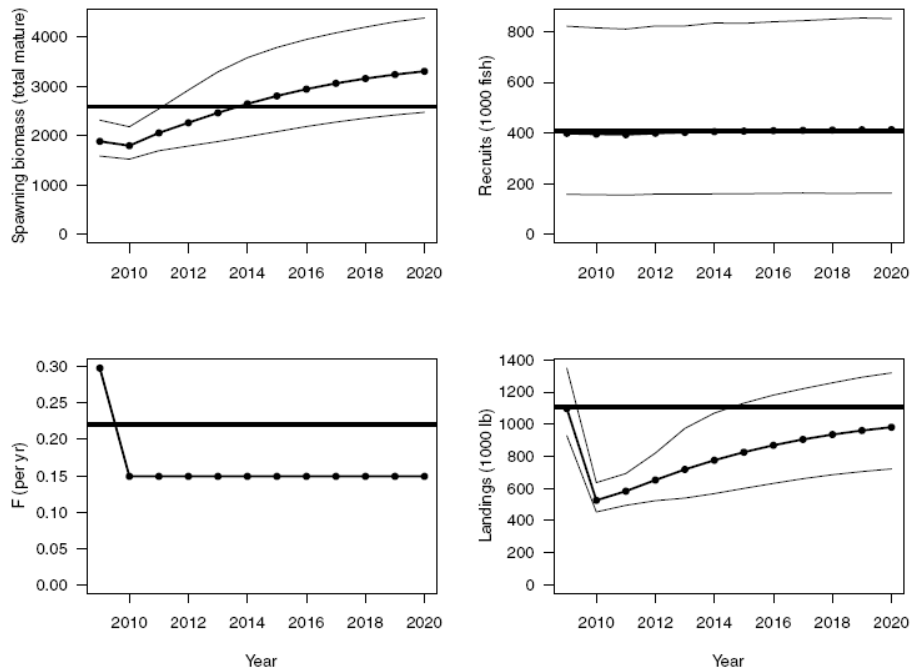 Spawning biomass (total mature)
4000
3000
2000
1000
0
2010 2012 2014 2016 2018 2020
Recruits (1000 fish)
800
600
400
200
0
2010 2012 2014 2016 2018 2020
F (per yr)
0.30
0.25
0.20
0.15
0.10
0.05
0.00
2010 2012 2014 2016 2018 2020
Year
Landings (1000 lb)
1400
1200
1000
800
600
400
200
0
2010 2012 2014 2016 2018 2020
Year